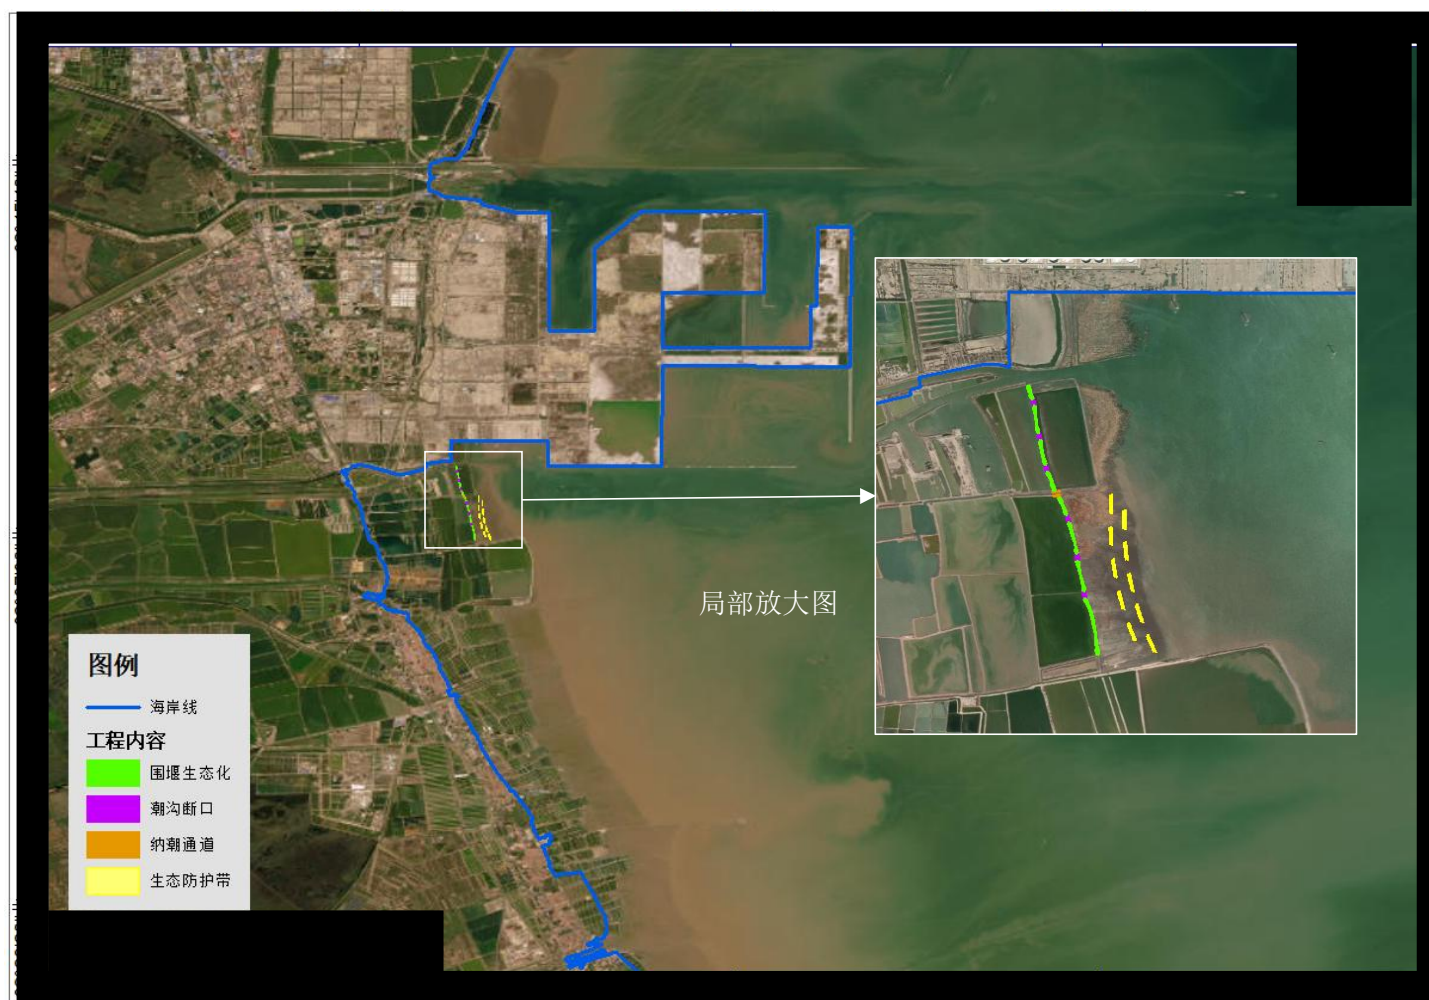 局部放大图
图例
海岸线
工程内容
围堰生态化
潮沟断口
纳潮通道
生态防护带